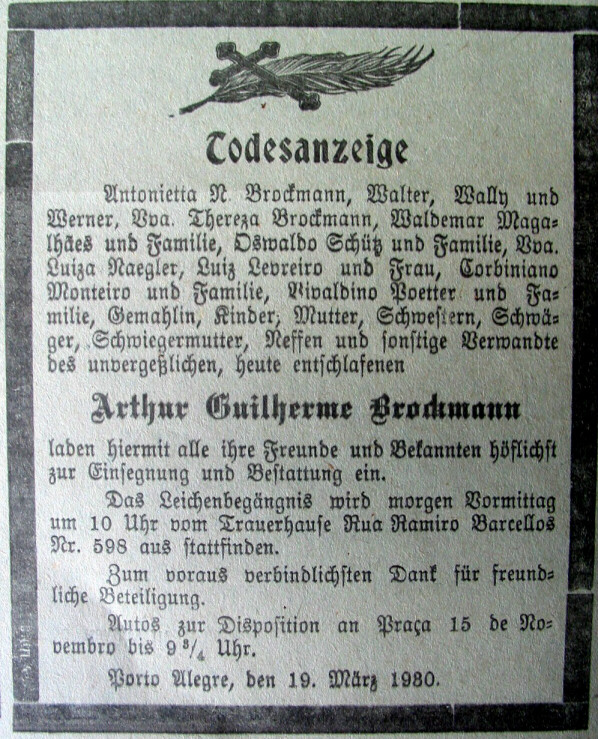 Todesanzeige
Antonietta N. Brockmann, Walter, Wally und
Werner, Vva. Thereza Brockmann, Waldemar Maga-
lhães und Familie, Oswaldo Schütz und Familie, Vva.
Luiza Naegler, Luiz Levreiro und Frau, Corbiniano
Monteiro und Familie, Vivaldino Poetter und Fa-
milie, Gemahlin, Kinder, Mutter, Schwestern, Schwä-
ger, Schwiegermutter, Neffen und sonstige Verwandte
des unvergeßlichen, heute entschlafenen
Arthur Guilherme Brockmann
laden hiermit alle ihre Freunde und Bekannten höflichst
zur Einsegnung und Bestattung ein.
Das Leichenbegängnis wird morgen Vormittag
um 10 Uhr vom Trauerhause Rua Ramiro Barcellos
Nr. 598 aus stattfinden.
Zum voraus verbindlichsten Dank für freund-
liche Beteiligung.
Autos zur Disposition an Praça 15 de No-
vembro bis 9 3/4 Uhr.
Porto Alegre, den 19. März 1930.